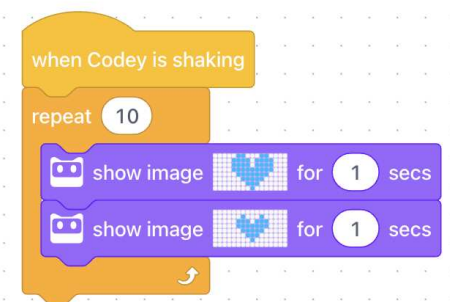 when Codey is shaking
repeat 10
show image for 1 secs
show image for 1 secs